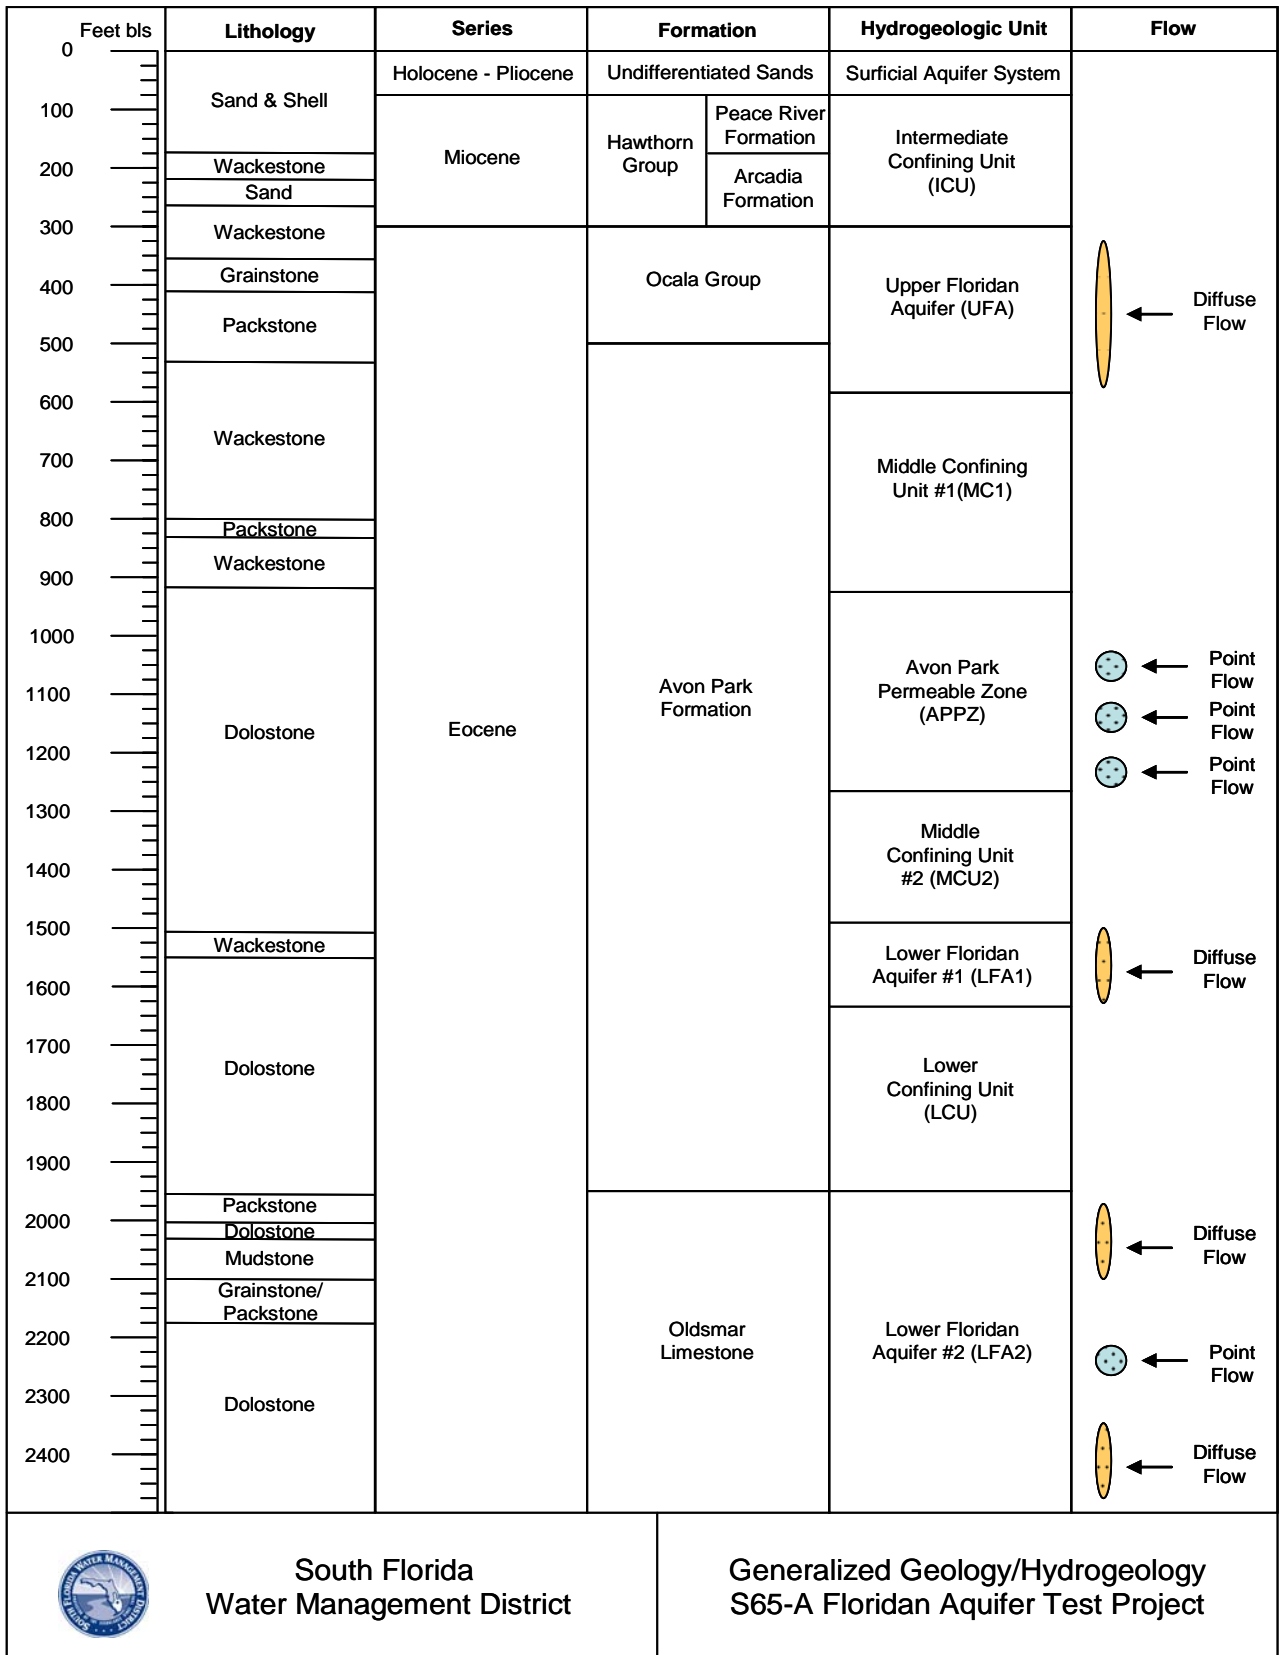 Feet bls
Lithology
Series
Formation
Hydrogeologic Unit
Flow
0
100
200
300
400
500
600
700
800
900
1000
1100
1200
1300
1400
1500
1600
1700
1800
1900
2000
2100
2200
2300
2400
Sand & Shell
Wackestone
Sand
Wackestone
Grainstone
Packstone
Wackestone
Packstone
Wackestone
Dolostone
Wackestone
Dolostone
Packstone
Dolostone
Mudstone
Grainstone/
Packstone
Dolostone
Holocene - Pliocene
Miocene
Eocene
Undifferentiated Sands
Hawthorn
Group
Peace River
Formation
Arcadia
Formation
Ocala Group
Avon Park
Formation
Oldsmar
Limestone
Surficial Aquifer System
Intermediate
Confining Unit
(ICU)
Upper Floridan
Aquifer (UFA)
Middle Confining
Unit #1(MC1)
Avon Park
Permeable Zone
(APPZ)
Middle
Confining Unit
#2 (MCU2)
Lower Floridan
Aquifer #1 (LFA1)
Lower
Confining Unit
(LCU)
Lower Floridan
Aquifer #2 (LFA2)
Diffuse
Flow
Point
Flow
Point
Flow
Point
Flow
Diffuse
Flow
Diffuse
Flow
Point
Flow
Diffuse
Flow
SOUTH FLORIDA WATER MANAGEMENT DISTRICT
South Florida
Water Management District
Generalized Geology/Hydrogeology
S65-A Floridan Aquifer Test Project